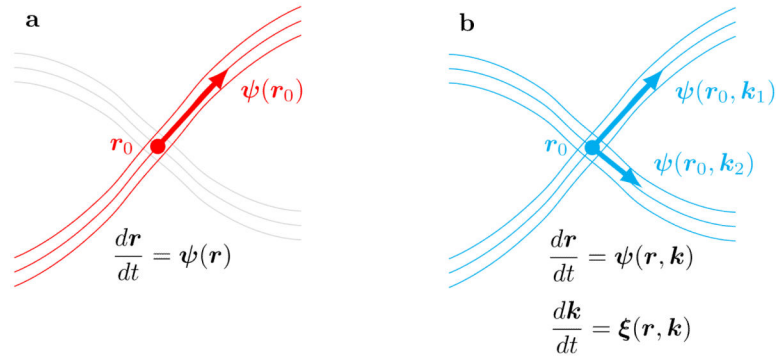 a
ψ(r₀)
r₀
dr/dt = ψ(r)
b
ψ(r₀, k₁)
r₀
ψ(r₀, k₂)
dr/dt = ψ(r, k)
dk/dt = ξ(r, k)